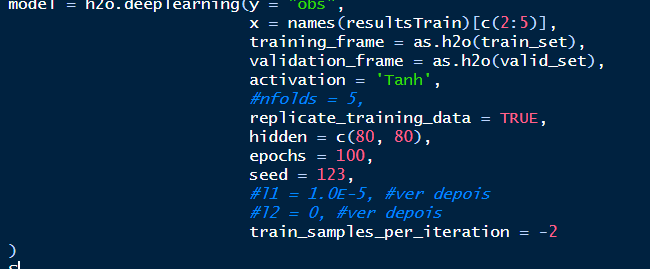 model = h2o.deeplearning(y = "obs",
x = names(resultsTrain)[c(2:5)],
training_frame = as.h2o(train_set),
validation_frame = as.h2o(valid_set),
activation = 'Tanh',
#nfolds = 5,
replicate_training_data = TRUE,
hidden = c(80, 80),
epochs = 100,
seed = 123,
#l1 = 1.0E-5, #ver depois
#l2 = 0, #ver depois
train_samples_per_iteration = -2
)